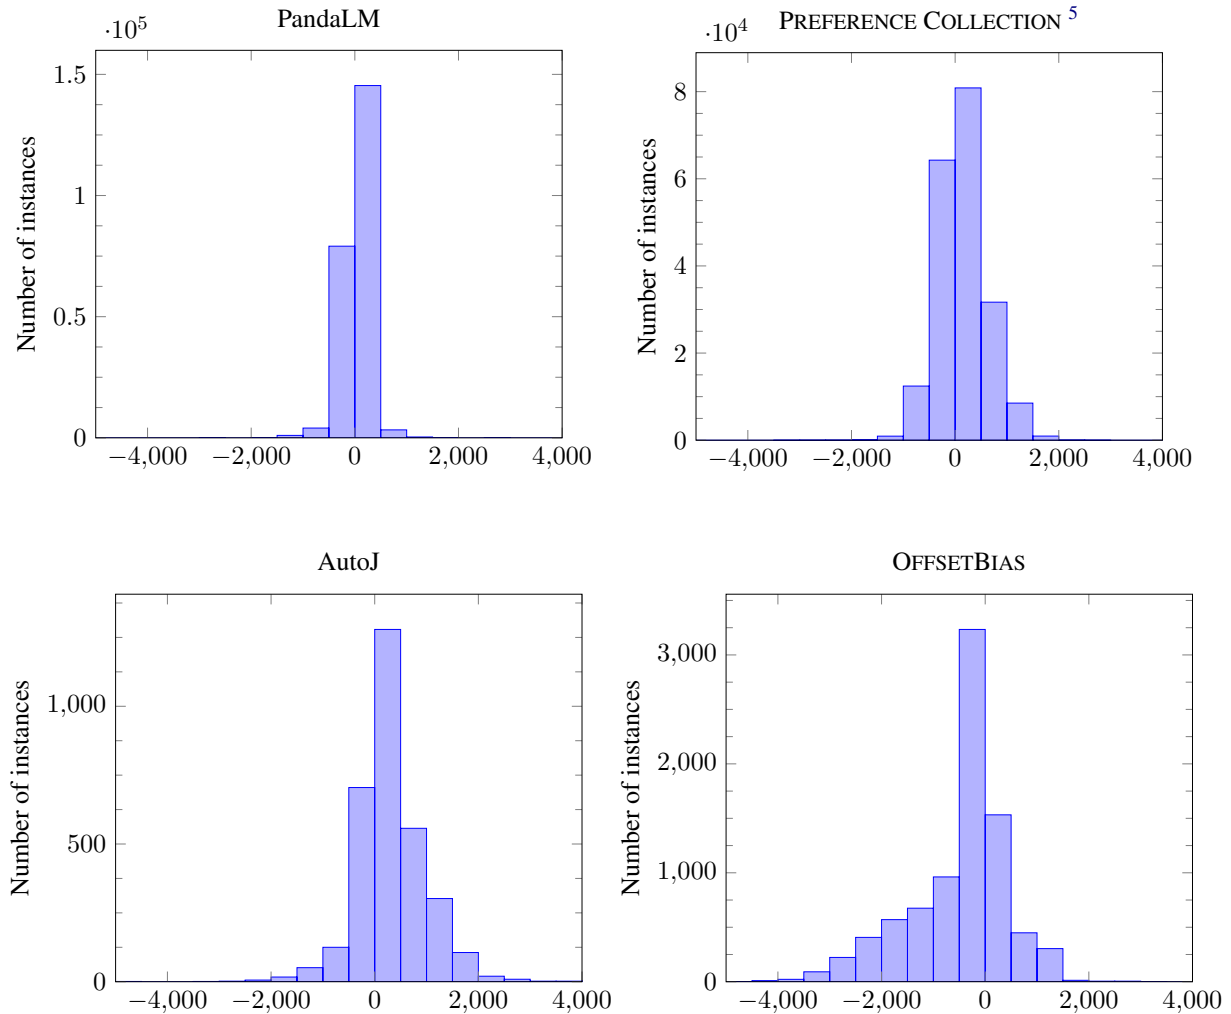 PandaLM
·10^5
Number of instances
1.5
1
0.5
0
−4,000 −2,000 0 2,000 4,000
PREFERENCE COLLECTION 5
·10^4
Number of instances
8
6
4
2
0
−4,000 −2,000 0 2,000 4,000
AutoJ
Number of instances
1,000
500
0
−4,000 −2,000 0 2,000 4,000
OFFSETBIAS
Number of instances
3,000
2,000
1,000
0
−4,000 −2,000 0 2,000 4,000